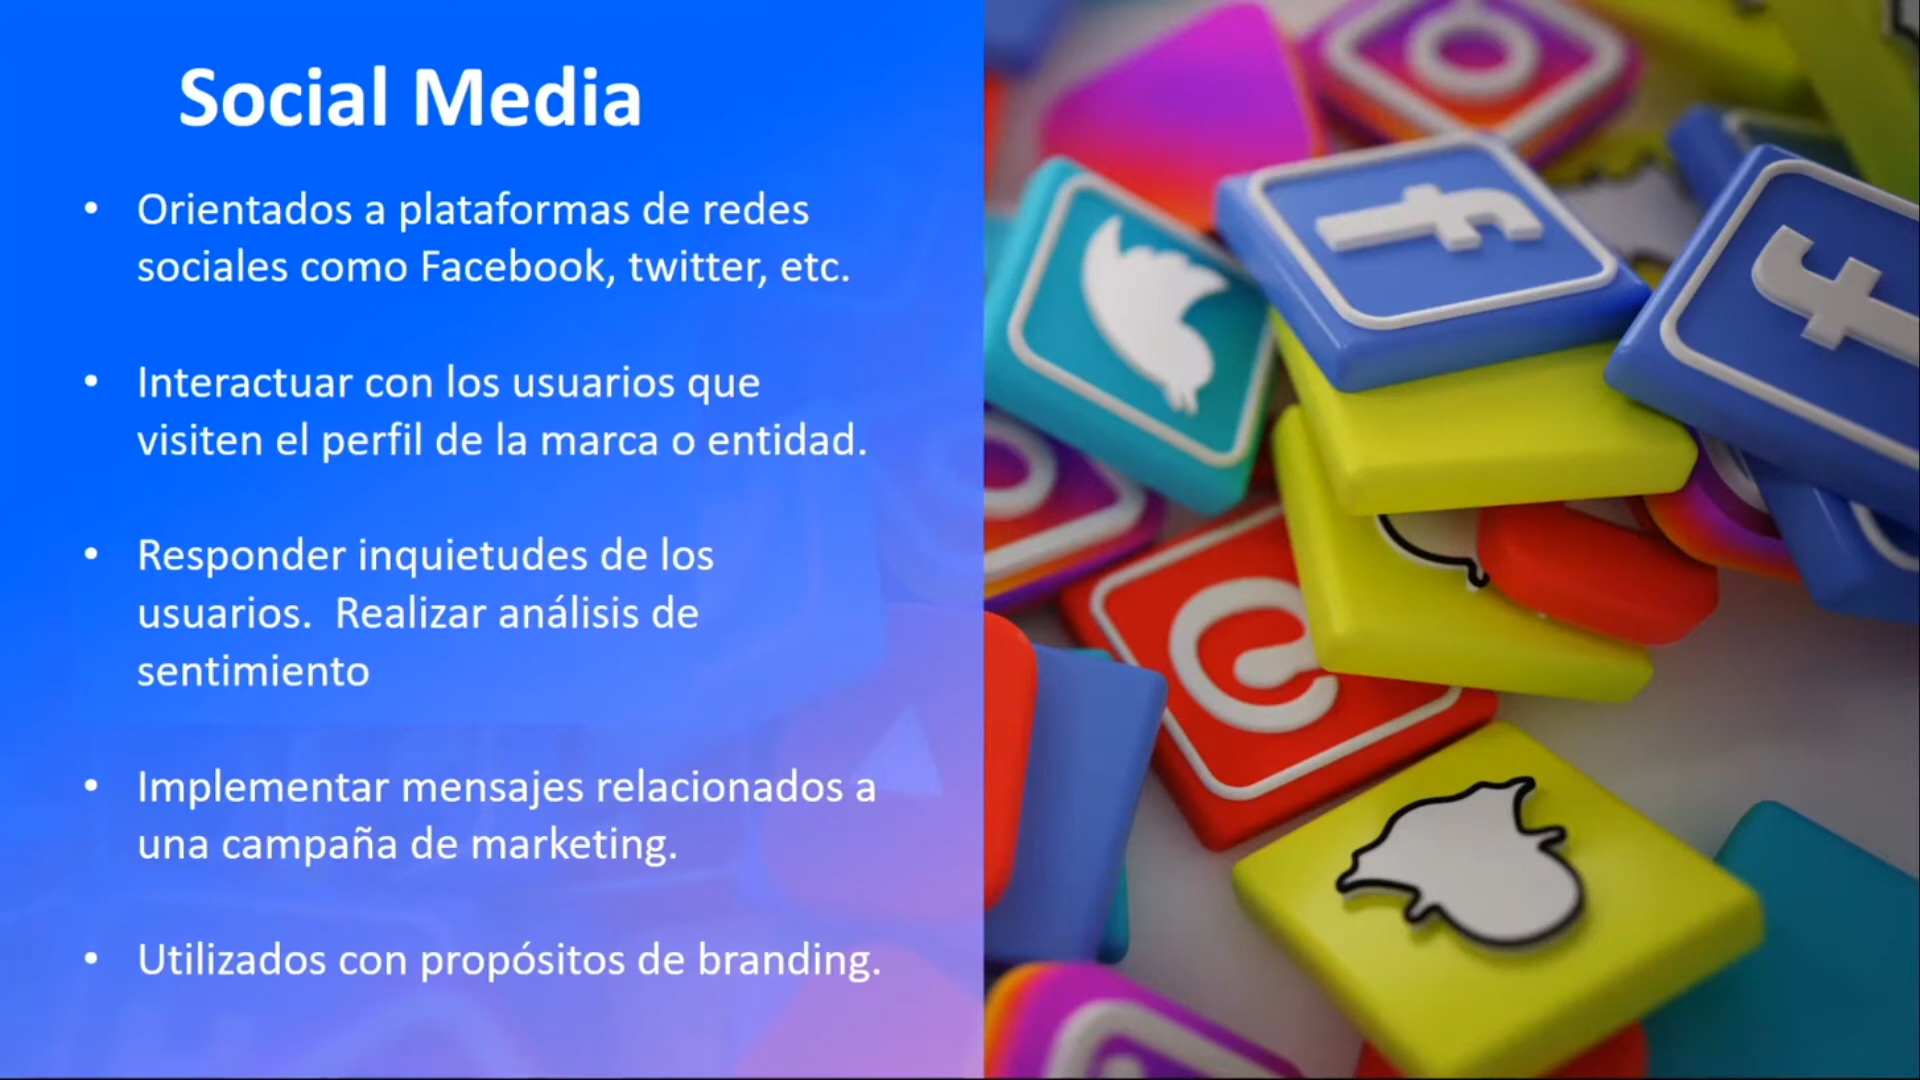 Social Media
• Orientados a plataformas de redes
sociales como Facebook, twitter, etc.
• Interactuar con los usuarios que
visiten el perfil de la marca o entidad.
• Responder inquietudes de los
usuarios.  Realizar análisis de
sentimiento
• Implementar mensajes relacionados a
una campaña de marketing.
• Utilizados con propósitos de branding.